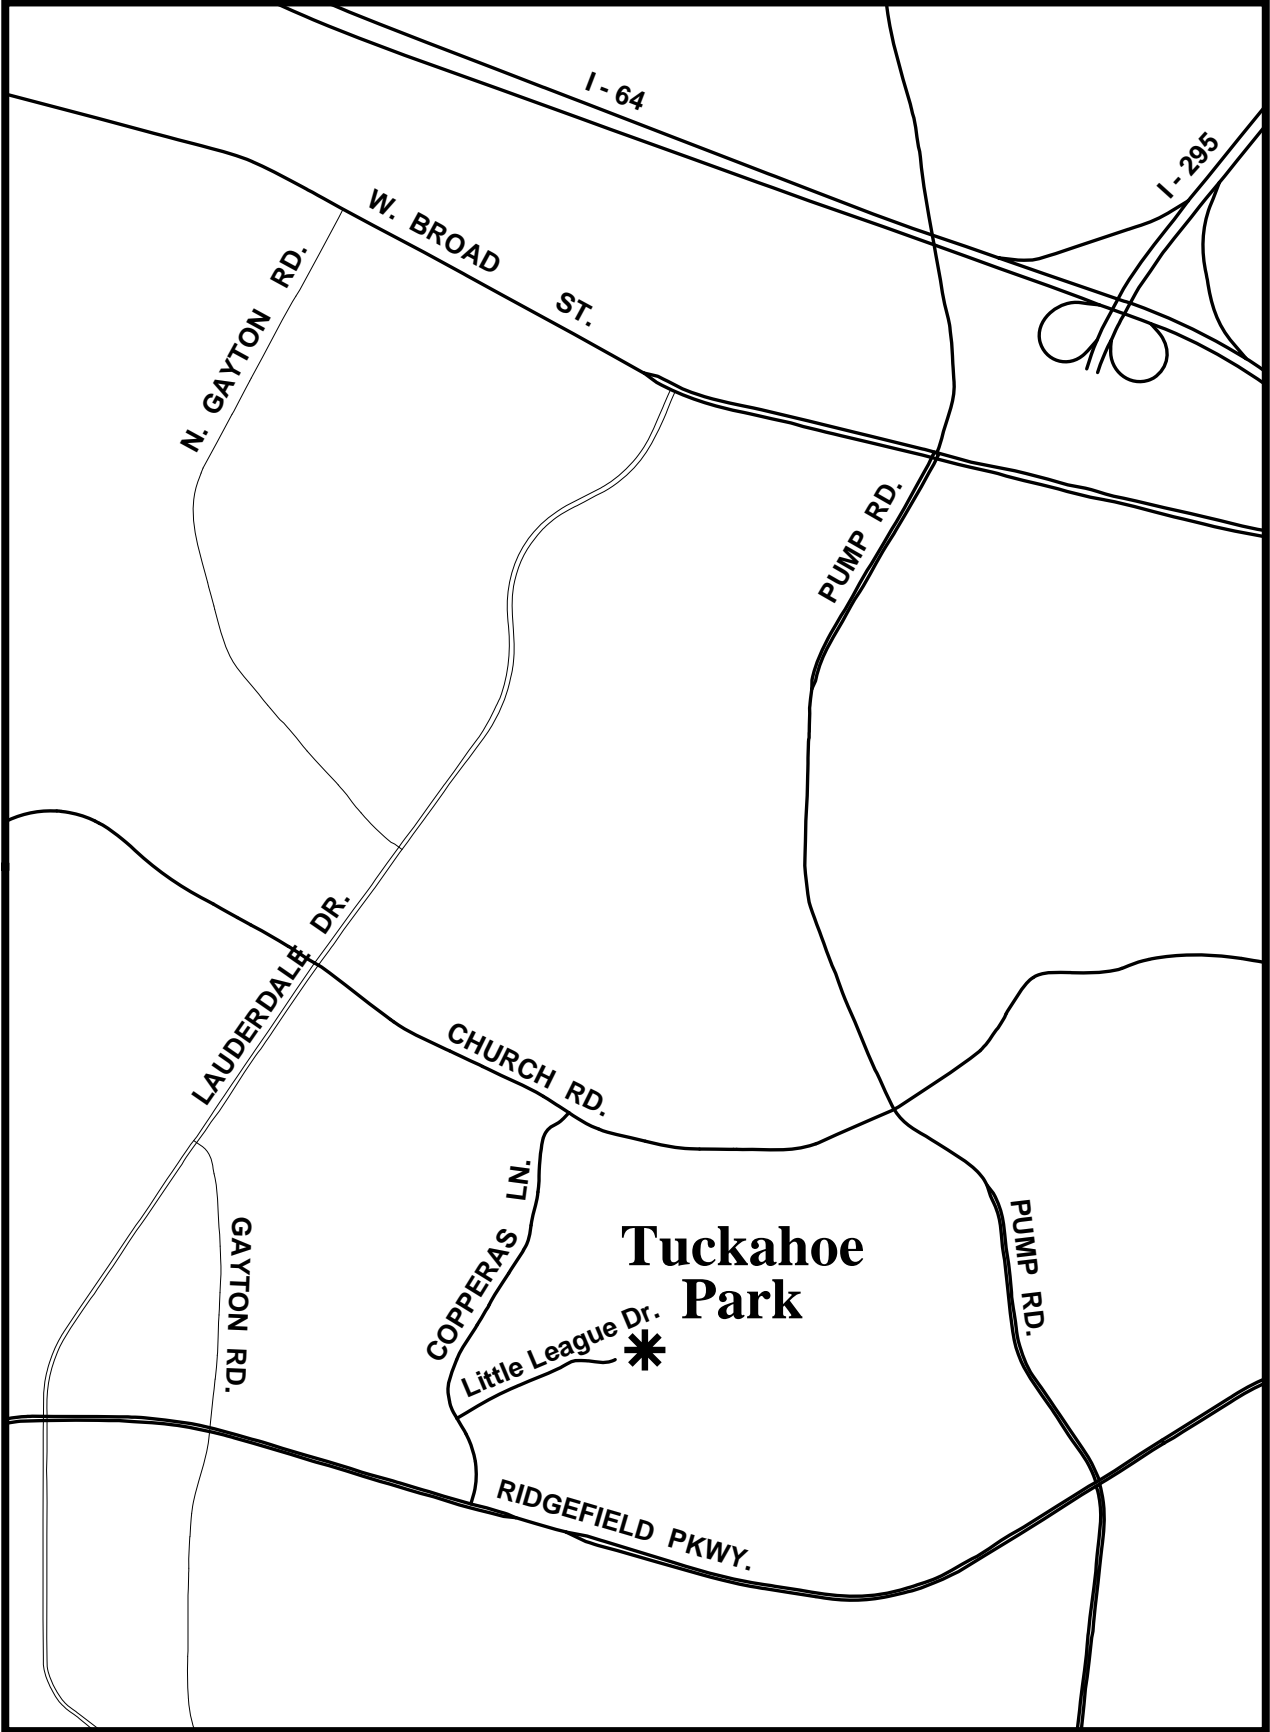 I - 64
I - 295
W. BROAD ST.
N. GAYTON RD.
PUMP RD.
LAUDERDALE DR.
CHURCH RD.
COPPERAS LN.
GAYTON RD.
PUMP RD.
Tuckahoe
Park
Little League Dr.
RIDGEFIELD PKWY.